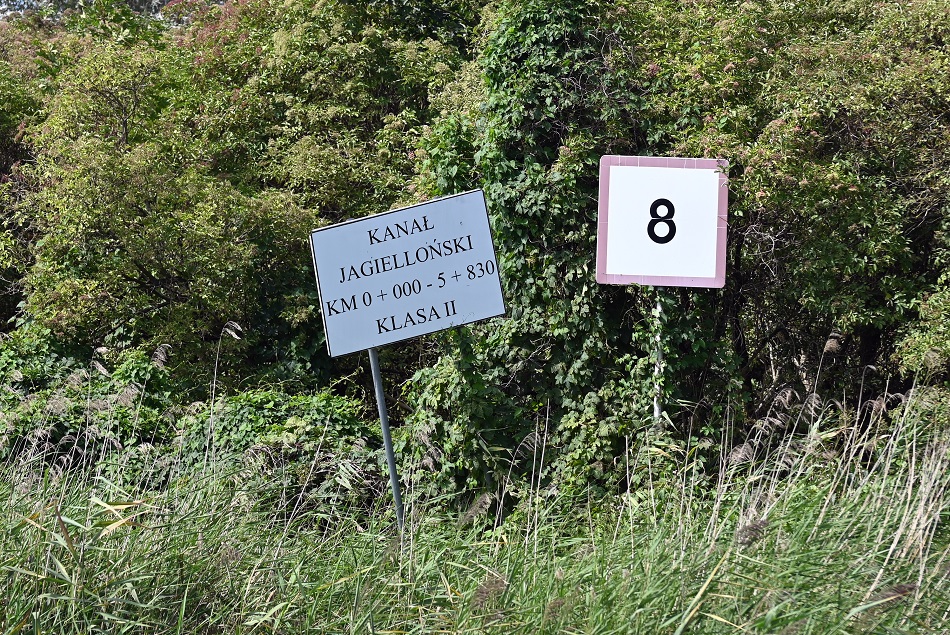 KANAŁ
JAGIELLOŃSKI
KM 0 + 000 - 5 + 830
KLASA II
8